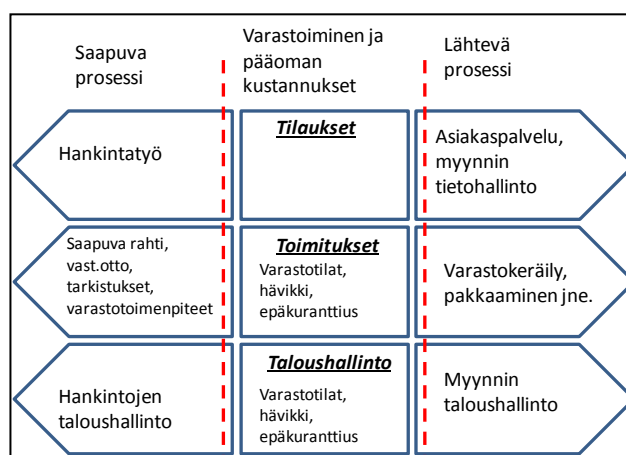 Saapuva
prosessi
Varastoiminen ja
pääoman
kustannukset
Lähtevä
prosessi
Hankintatyö
Tilaukset
Asiakaspalvelu,
myynnin
tietohallinto
Saapuva rahti,
vast.otto,
tarkistukset,
varastotoimenpiteet
Toimitukset
Varastotilat,
hävikki,
epäkuranttius
Varastokeräily,
pakkaaminen jne.
Hankintojen
taloushallinto
Taloushallinto
Varastotilat,
hävikki,
epäkuranttius
Myynnin
taloushallinto